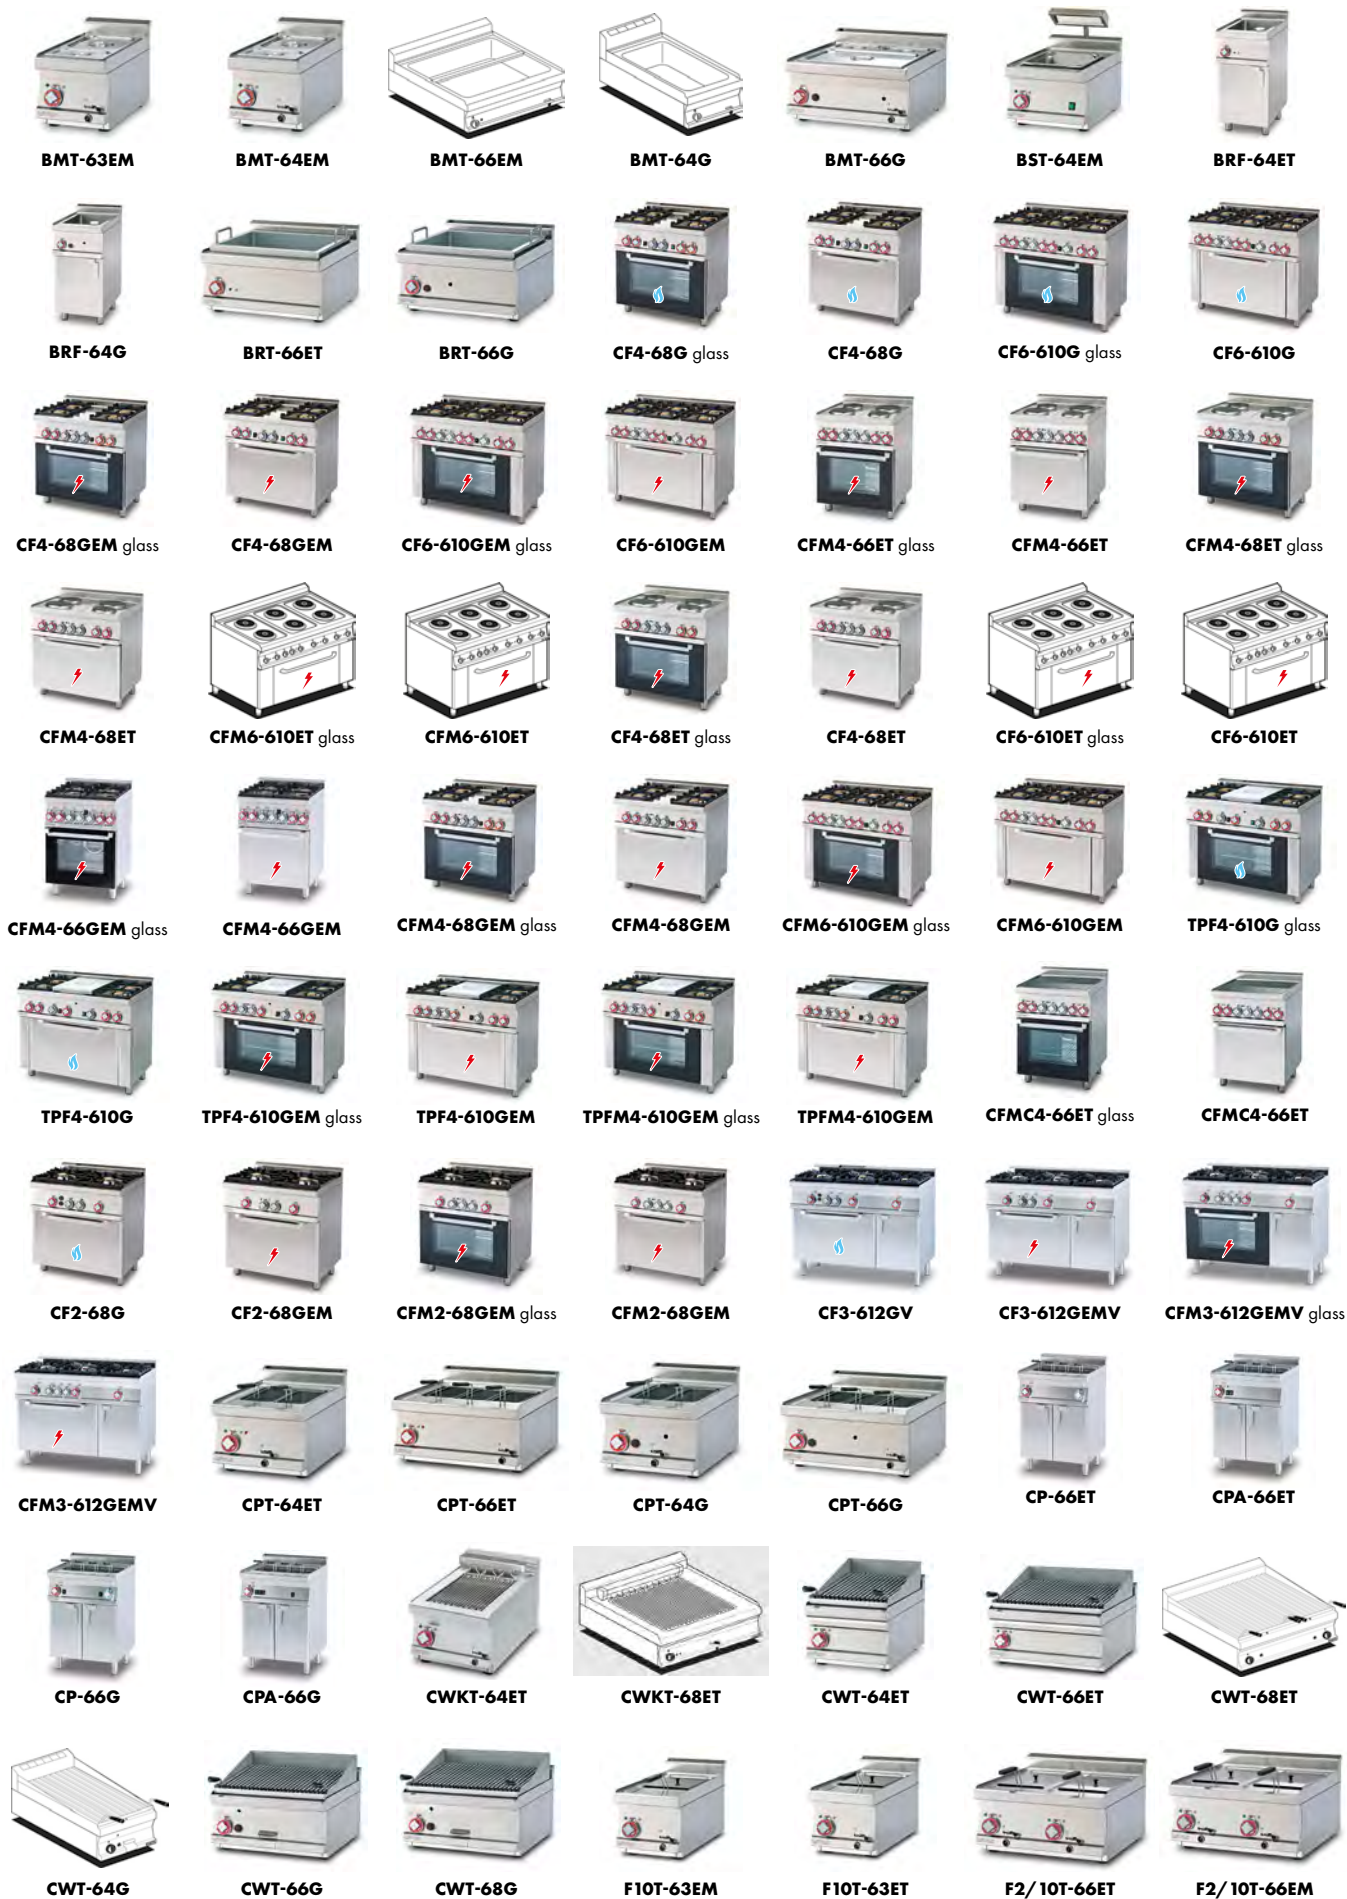 BMT-63EM BMT-64EM BMT-66EM BMT-64G BMT-66G BST-64EM BRF-64ET
BRF-64G BRT-66ET BRT-66G CF4-68G glass CF4-68G CF6-610G glass CF6-610G
CF4-68GEM glass CF4-68GEM CF6-610GEM glass CF6-610GEM CFM4-66ET glass CFM4-66ET CFM4-68ET glass
CFM4-68ET CFM6-610ET glass CFM6-610ET CF4-68ET glass CF4-68ET CF6-610ET glass CF6-610ET
CFM4-66GEM glass CFM4-66GEM CFM4-68GEM glass CFM4-68GEM CFM6-610GEM glass CFM6-610GEM TPF4-610G glass
TPF4-610G TPF4-610GEM glass TPF4-610GEM TPFM4-610GEM glass TPFM4-610GEM CFMC4-66ET glass CFMC4-66ET
CF2-68G CF2-68GEM CFM2-68GEM glass CFM2-68GEM CF3-612GV CF3-612GEMV CFM3-612GEMV glass
CFM3-612GEMV CPT-64ET CPT-66ET CPT-64G CPT-66G CP-66ET CPA-66ET
CP-66G CPA-66G CWKT-64ET CWKT-68ET CWT-64ET CWT-66ET CWT-68ET
CWT-64G CWT-66G CWT-68G F10T-63EM F10T-63ET F2/10T-66ET F2/10T-66EM